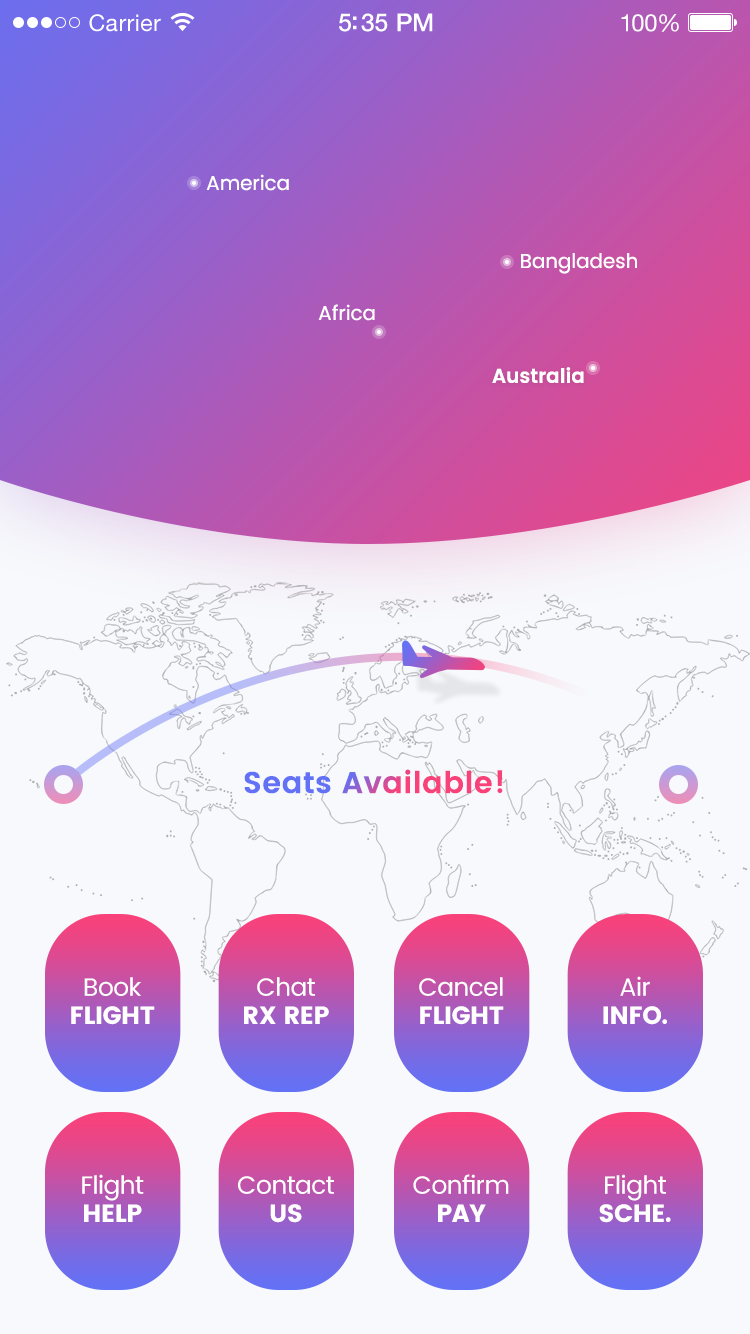 Carrier 5:35 PM 100%
America
Bangladesh
Africa
Australia
Seats Available!
Book
FLIGHT
Chat
RX REP
Cancel
FLIGHT
Air
INFO.
Flight
HELP
Contact
US
Confirm
PAY
Flight
SCHE.